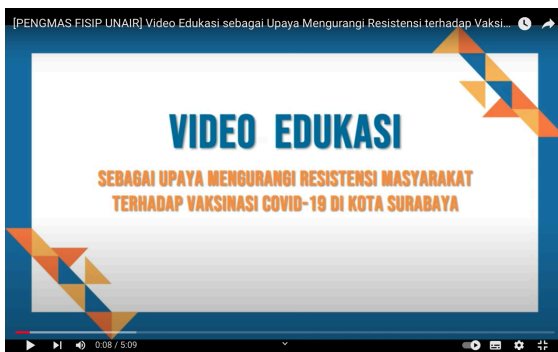 [PENGMAS FISIP UNAIR] Video Edukasi sebagai Upaya Mengurangi Resistensi terhadap Vaksi...
VIDEO EDUKASI
SEBAGAI UPAYA MENGURANGI RESISTENSI MASYARAKAT
TERHADAP VAKSINASI COVID-19 DI KOTA SURABAYA
0:08 / 5:09